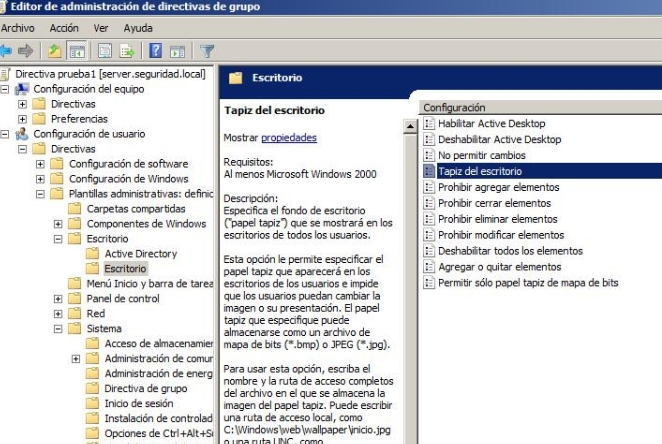 Editor de administración de directivas de grupo
Archivo Acción Ver Ayuda
Directiva prueba1 [server.seguridad.local]
Configuración del equipo
Directivas
Preferencias
Configuración de usuario
Directivas
Configuración de software
Configuración de Windows
Plantillas administrativas: definic
Carpetas compartidas
Componentes de Windows
Escritorio
Active Directory
Escritorio
Menú Inicio y barra de tarea
Panel de control
Red
Sistema
Acceso de almacenamier
Administración de comur
Administración de energ
Directiva de grupo
Inicio de sesión
Instalación de controlad
Opciones de Ctrl+Alt+S
Escritorio
Tapiz del escritorio
Mostrar propiedades
Requisitos:
Al menos Microsoft Windows 2000
Descripción:
Especifica el fondo de escritorio
("papel tapiz") que se mostrará en los
escritorios de todos los usuarios.
Esta opción le permite especificar el
papel tapiz que aparecerá en los
escritorios de los usuarios e impide
que los usuarios puedan cambiar la
imagen o su presentación. El papel
tapiz que especifique puede
almacenarse como un archivo de
mapa de bits (*.bmp) o JPEG (*.jpg).
Para usar esta opción, escriba el
nombre y la ruta de acceso completos
del archivo en el que se almacena la
imagen del papel tapiz. Puede escribir
una ruta de acceso local, como
C:\Windows\web\wallpaper\inicio.jpg
o una ruta UNC, como
Configuración
Habilitar Active Desktop
Deshabilitar Active Desktop
No permitir cambios
Tapiz del escritorio
Prohibir agregar elementos
Prohibir cerrar elementos
Prohibir eliminar elementos
Prohibir modificar elementos
Deshabilitar todos los elementos
Agregar o quitar elementos
Permitir sólo papel tapiz de mapa de bits